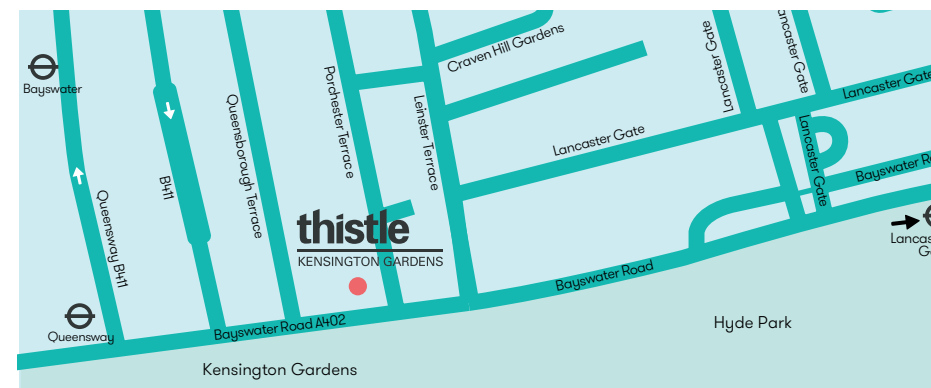 Bayswater
Queensway B411
B411
Queensborough Terrace
Porchester Terrace
Leinster Terrace
Craven Hill Gardens
Lancaster Gate
Lancaster Gate
Lancaster Gate
Lancaster Gate
Lancaster Gate
Bayswater
thistle
KENSINGTON GARDENS
Queensway
Bayswater Road A402
Bayswater Road
Hyde Park
Kensington Gardens